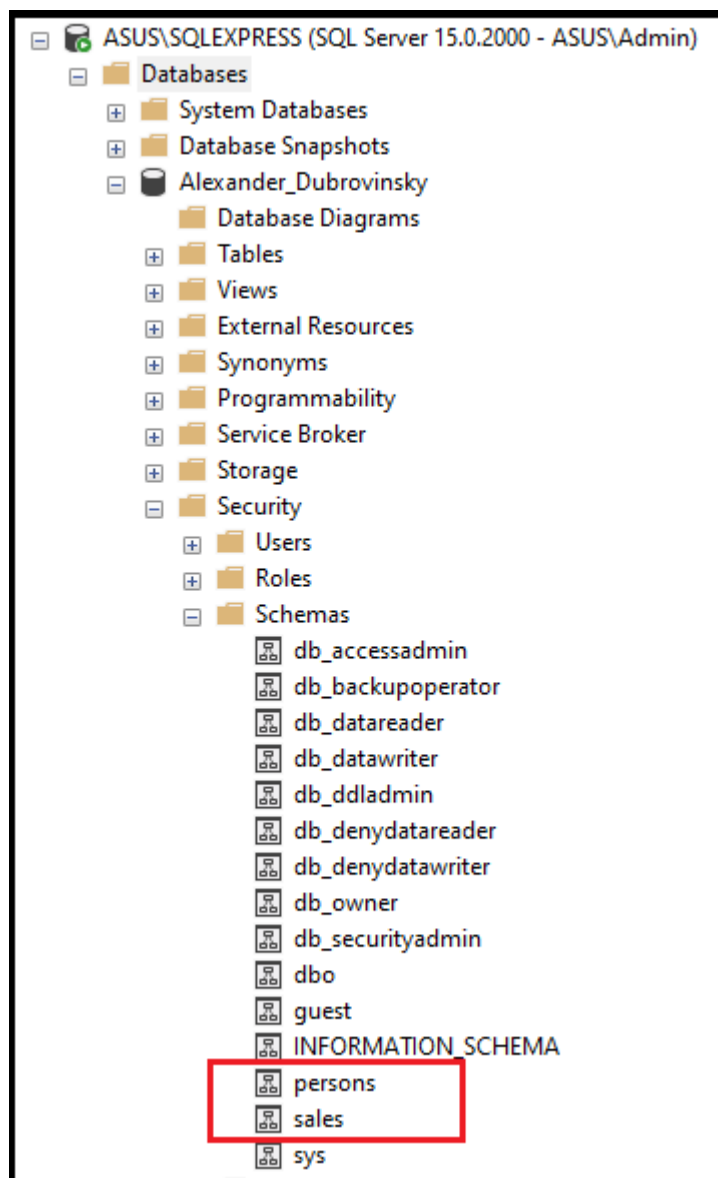 ASUS\SQLEXPRESS (SQL Server 15.0.2000 - ASUS\Admin)
Databases
System Databases
Database Snapshots
Alexander_Dubrovinsky
Database Diagrams
Tables
Views
External Resources
Synonyms
Programmability
Service Broker
Storage
Security
Users
Roles
Schemas
db_accessadmin
db_backupoperator
db_datareader
db_datawriter
db_ddladmin
db_denydatareader
db_denydatawriter
db_owner
db_securityadmin
dbo
guest
INFORMATION_SCHEMA
persons
sales
sys